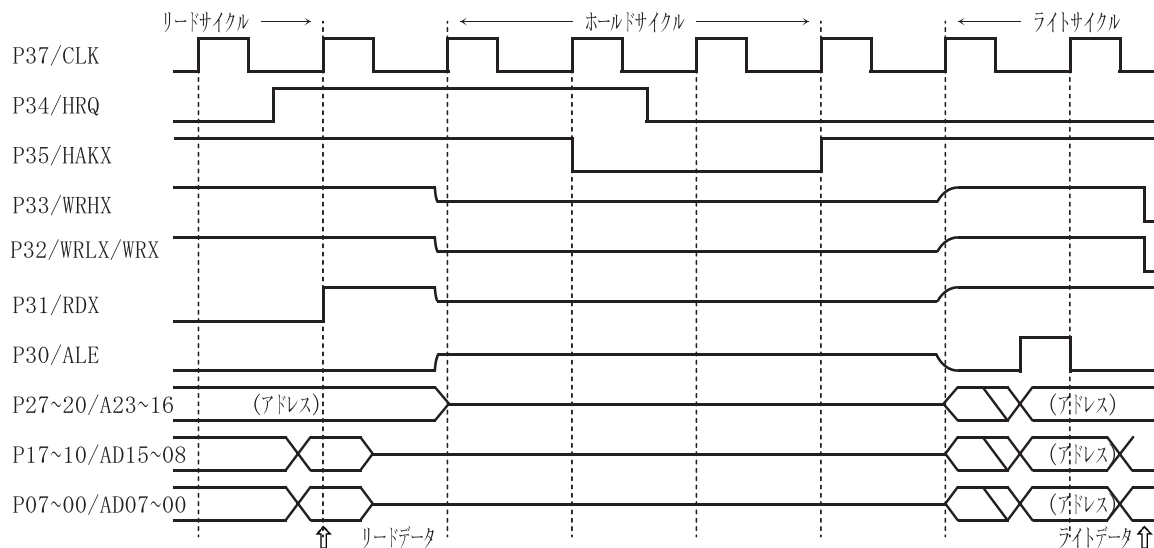 リードサイクル ホールドサイクル ライトサイクル
P37/CLK
P34/HRQ
P35/HAKX
P33/WRHX
P32/WRLX/WRX
P31/RDX
P30/ALE
P27~20/A23~16 (アドレス) (アドレス)
P17~10/AD15~08 (アドレス)
P07~00/AD07~00 (アドレス)
リードデータ ライトデータ